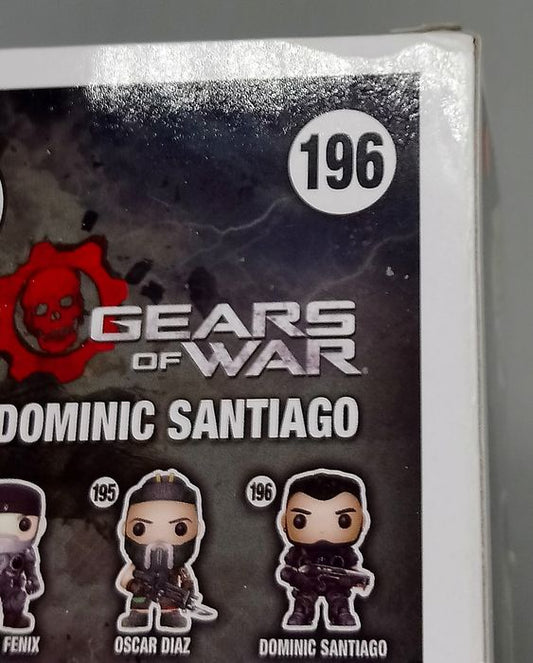 196
GEARS
OF WAR
DOMINIC SANTIAGO
195
196
FENIX
OSCAR DIAZ
DOMINIC SANTIAGO